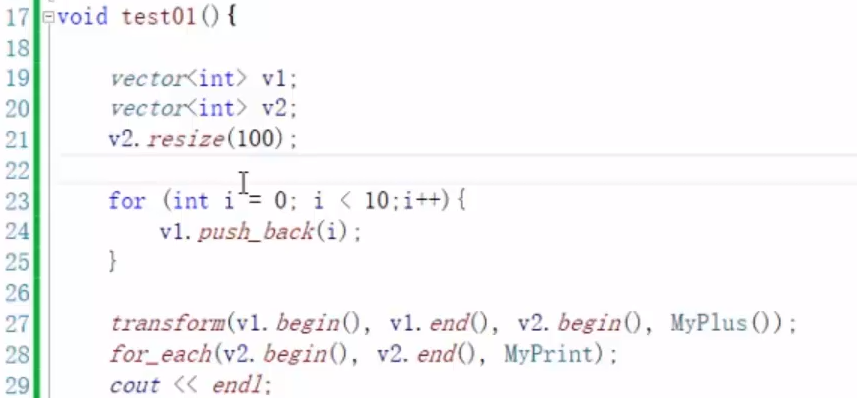 17 void test01(){
18
19 vector<int> v1;
20 vector<int> v2;
21 v2.resize(100);
22
23 for (int i = 0; i < 10;i++){
24 v1.push_back(i);
25 }
26
27 transform(v1.begin(), v1.end(), v2.begin(), MyPlus());
28 for_each(v2.begin(), v2.end(), MyPrint);
29 cout << endl;